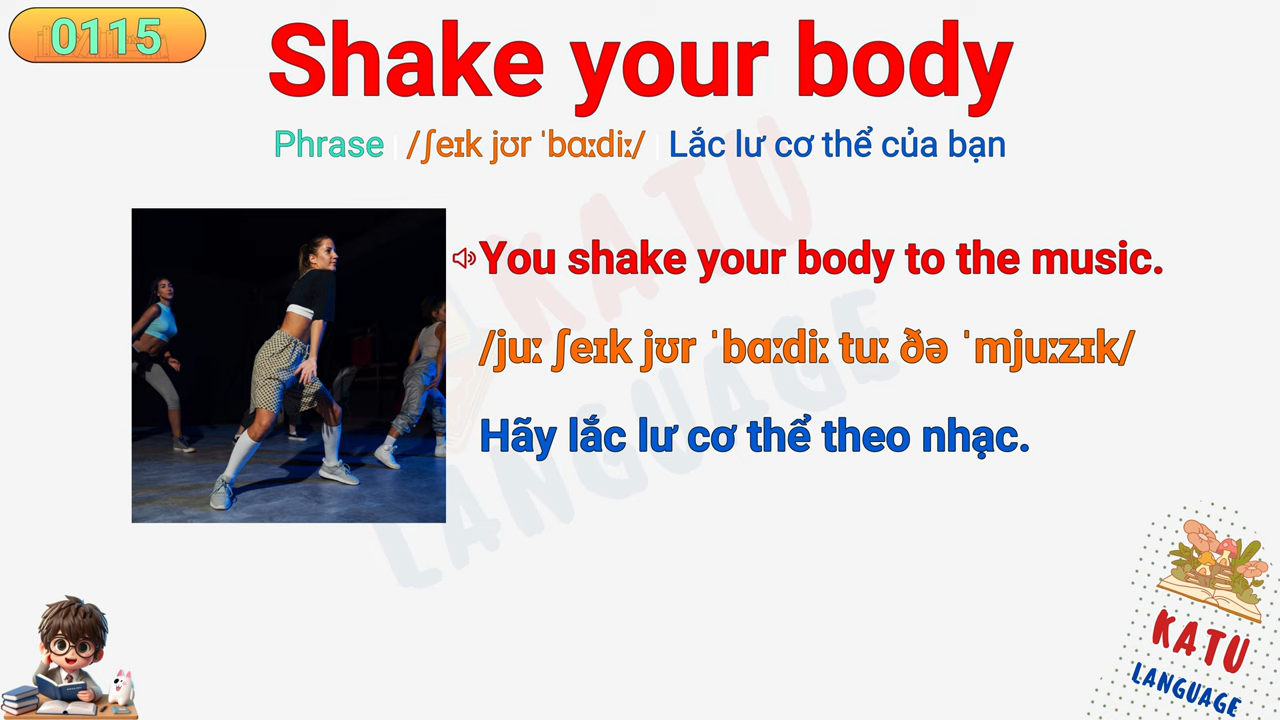 0115
Shake your body
Phrase | /ʃeɪk jʊr ˈbɑːdiː/ | Lắc lư cơ thể của bạn
You shake your body to the music.
/juː ʃeɪk jʊr ˈbɑːdiː tuː ðə ˈmjuːzɪk/
Hãy lắc lư cơ thể theo nhạc.
KATU
LANGUAGE
KATU
LANGUAGE